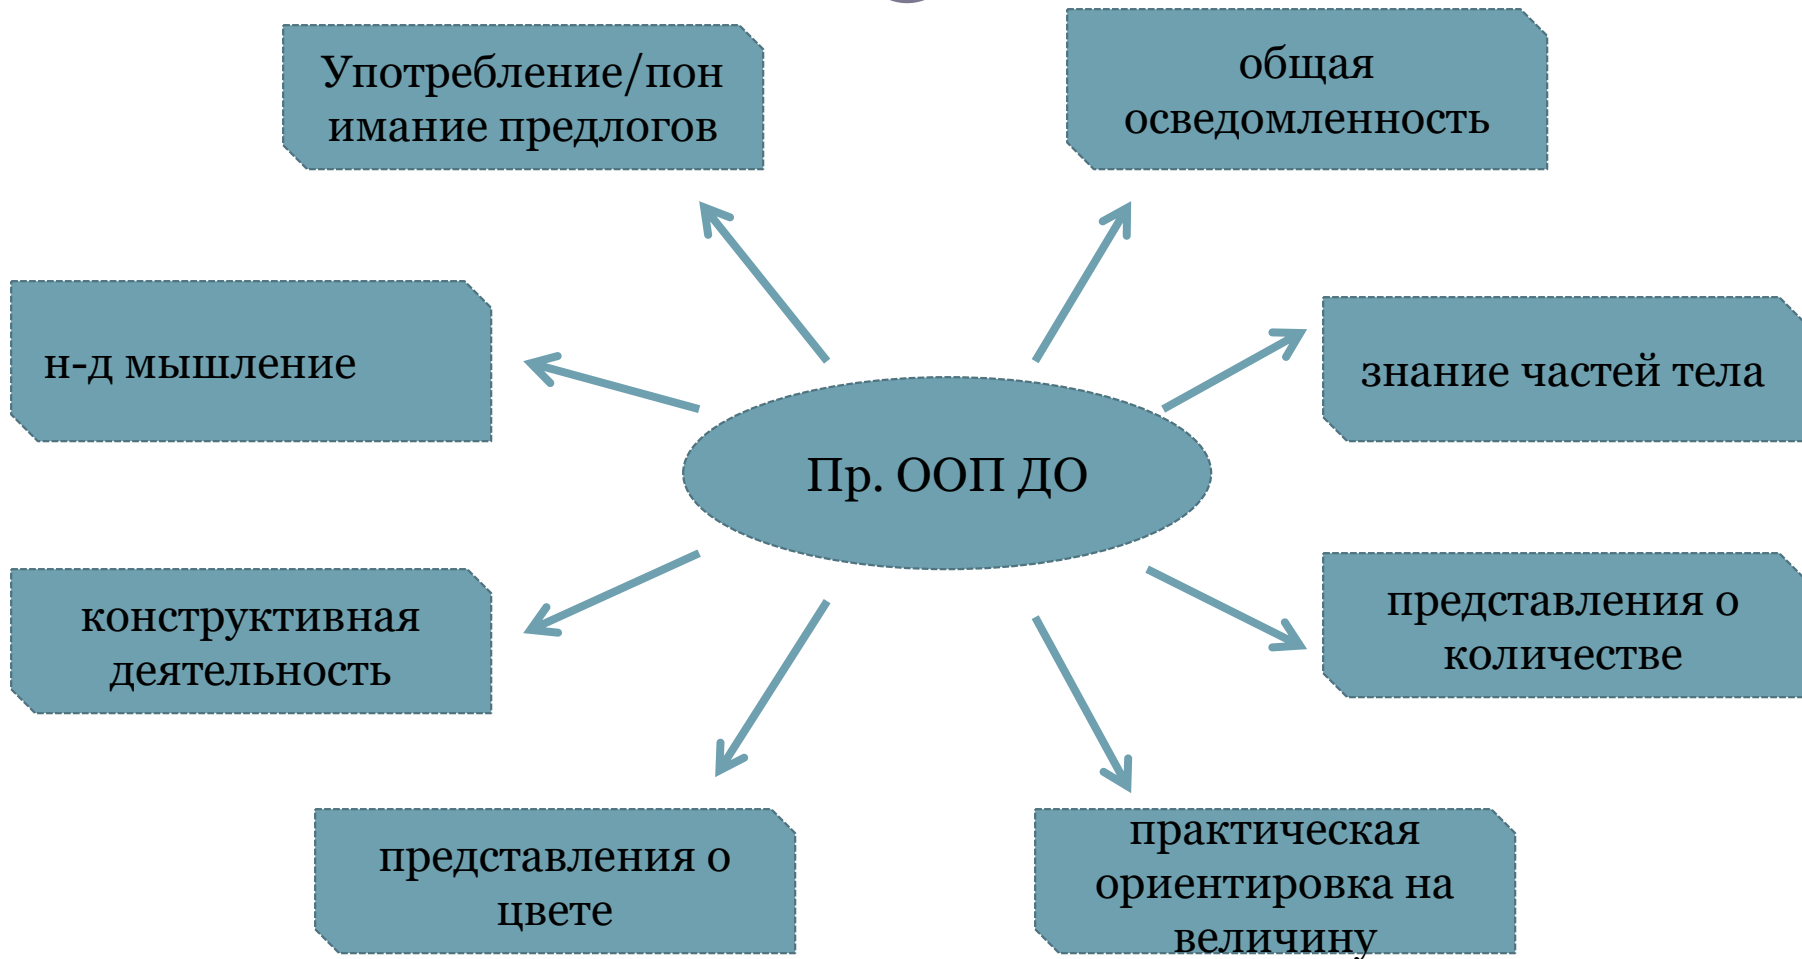 Употребление/пон
имание предлогов
общая
осведомленность
н-д мышление
знание частей тела
Пр. ООП ДО
конструктивная
деятельность
представления о
количестве
представления о
цвете
практическая
ориентировка на
величину